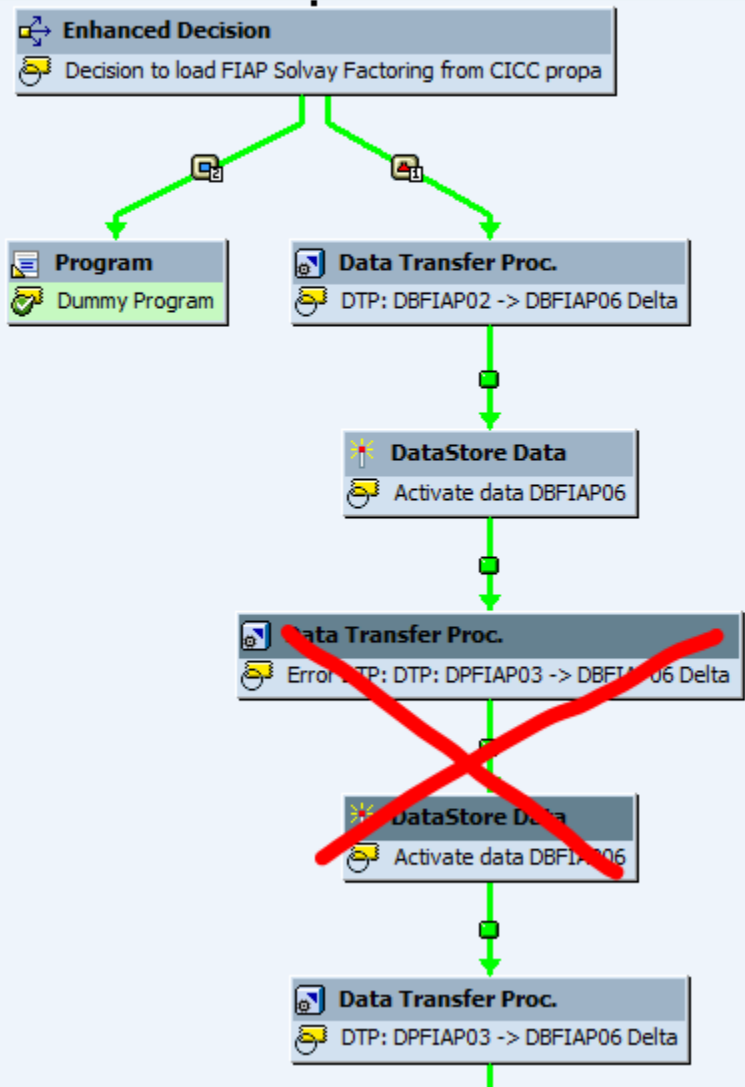 Enhanced Decision
Decision to load FIAP Solvay Factoring from CICC propa
2
1
Program
Dummy Program
Data Transfer Proc.
DTP: DBFIAP02 -> DBFIAP06 Delta
DataStore Data
Activate data DBFIAP06
Data Transfer Proc.
Error DTP: DTP: DPFIAP03 -> DBFIAP06 Delta
DataStore Data
Activate data DBFIAP06
Data Transfer Proc.
DTP: DPFIAP03 -> DBFIAP06 Delta